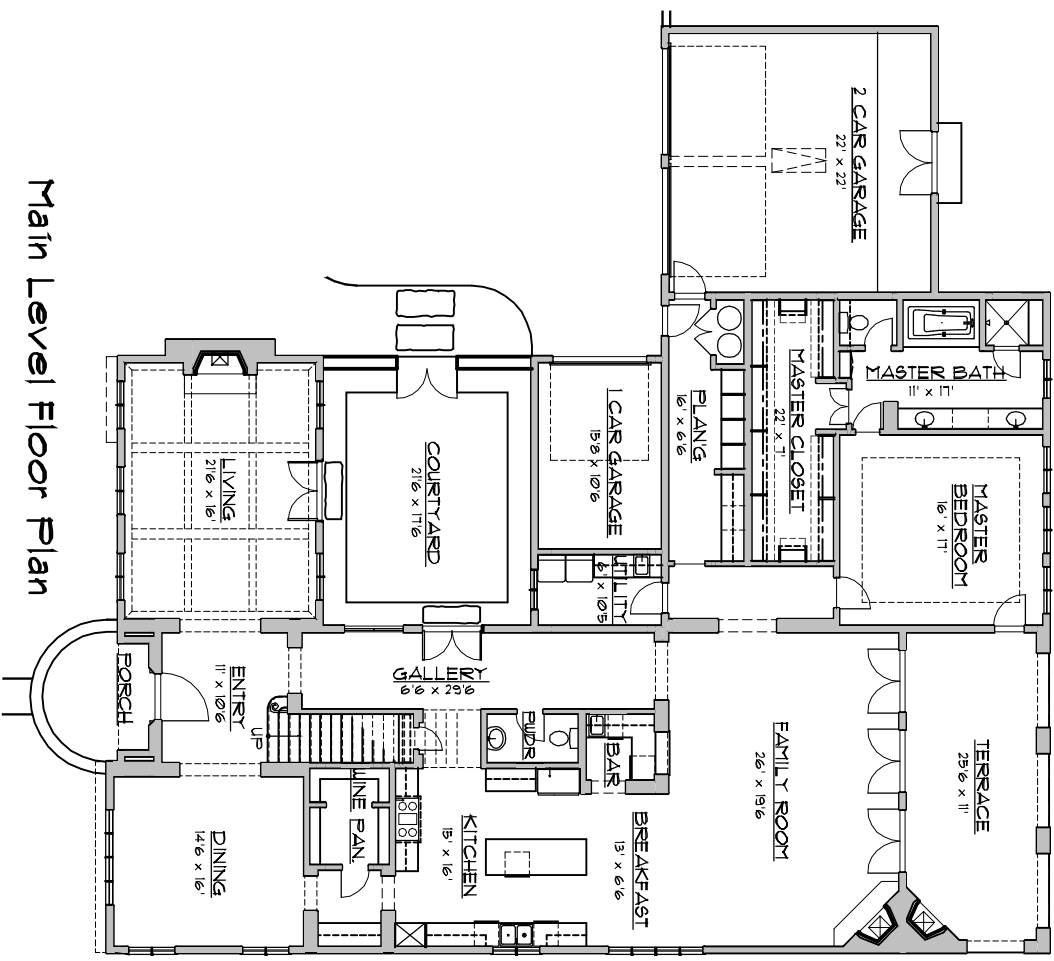 Main Level Floor Plan
2 CAR GARAGE
22' x 22'
MASTER BATH
11' x 17'
MASTER CLOSET
22' x 7'
PLAN'G
16' x 6'6
1 CAR GARAGE
15'8 x 10'6
COURTYARD
21'6 x 17'6
LIVING
21'6 x 16'
MASTER
BEDROOM
16' x 17'
UTILITY
6' x 10'5
GALLERY
6'6 x 29'6
ENTRY
11' x 10'6
PORCH
UP
PWDR
BAR
FAMILY ROOM
26' x 19'6
TERRACE
25'6 x 11'
WINE PAN.
KITCHEN
15' x 16'
BREAKFAST
13' x 6'6
DINING
14'6 x 16'